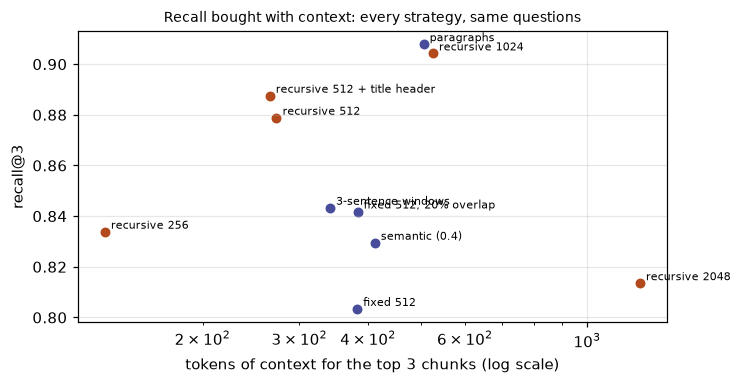 Recall bought with context: every strategy, same questions
paragraphs
recursive 1024
0.90
recursive 512 + title header
0.88
recursive 512
0.86
recall@3
3-sentence windows
fixed 512, 20% overlap
0.84
recursive 256
semantic (0.4)
0.82
recursive 2048
fixed 512
0.80
2 × 10² 3 × 10² 4 × 10² 6 × 10² 10³
tokens of context for the top 3 chunks (log scale)